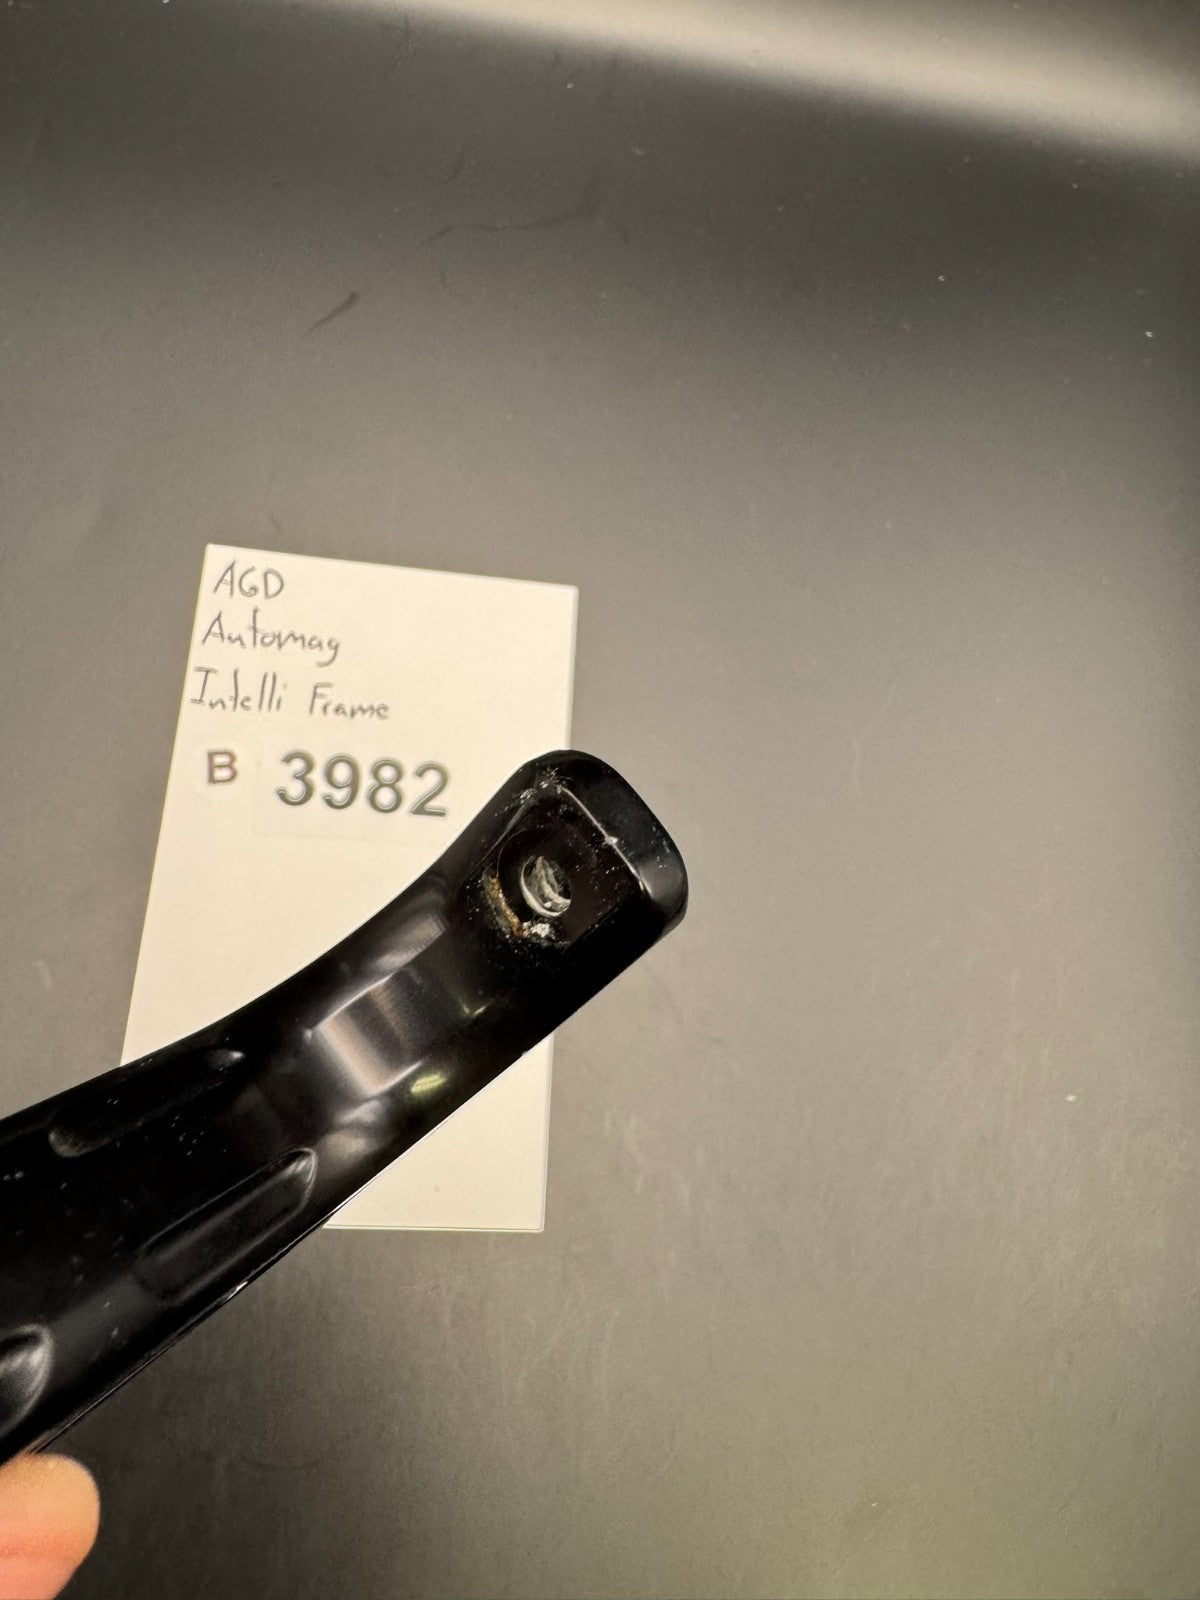 AGD
Automag
Intelli Frame
B 3982